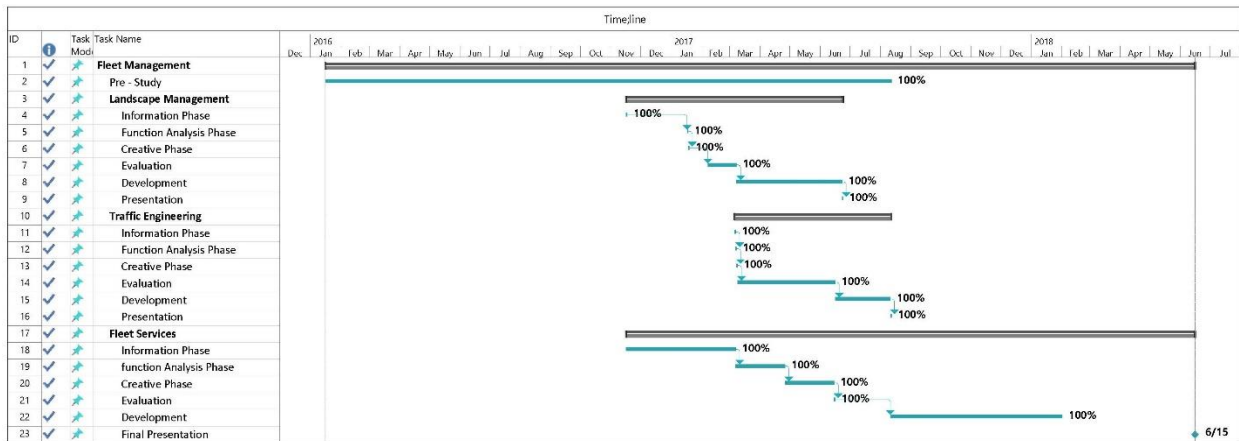 Time;line
ID Task Mode Task Name
2016 2017 2018
Dec Jan Feb Mar Apr May Jun Jul Aug Sep Oct Nov Dec Jan Feb Mar Apr May Jun Jul Aug Sep Oct Nov Dec Jan Feb Mar Apr May Jun Jul
1 Fleet Management
2 Pre - Study 100%
3 Landscape Management
4 Information Phase 100%
5 Function Analysis Phase 100%
6 Creative Phase 100%
7 Evaluation 100%
8 Development 100%
9 Presentation 100%
10 Traffic Engineering
11 Information Phase 100%
12 Function Analysis Phase 100%
13 Creative Phase 100%
14 Evaluation 100%
15 Development 100%
16 Presentation 100%
17 Fleet Services
18 Information Phase 100%
19 function Analysis Phase 100%
20 Creative Phase 100%
21 Evaluation 100%
22 Development 100%
23 Final Presentation 6/15